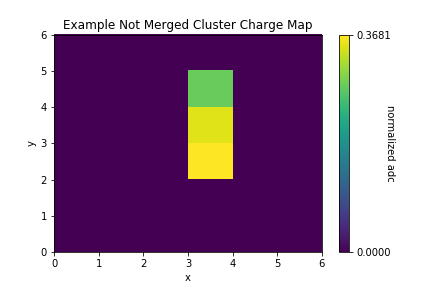 Example Not Merged Cluster Charge Map
6
5
4
3
2
1
0
y
0 1 2 3 4 5 6
x
0.3681
0.0000
normalized adc